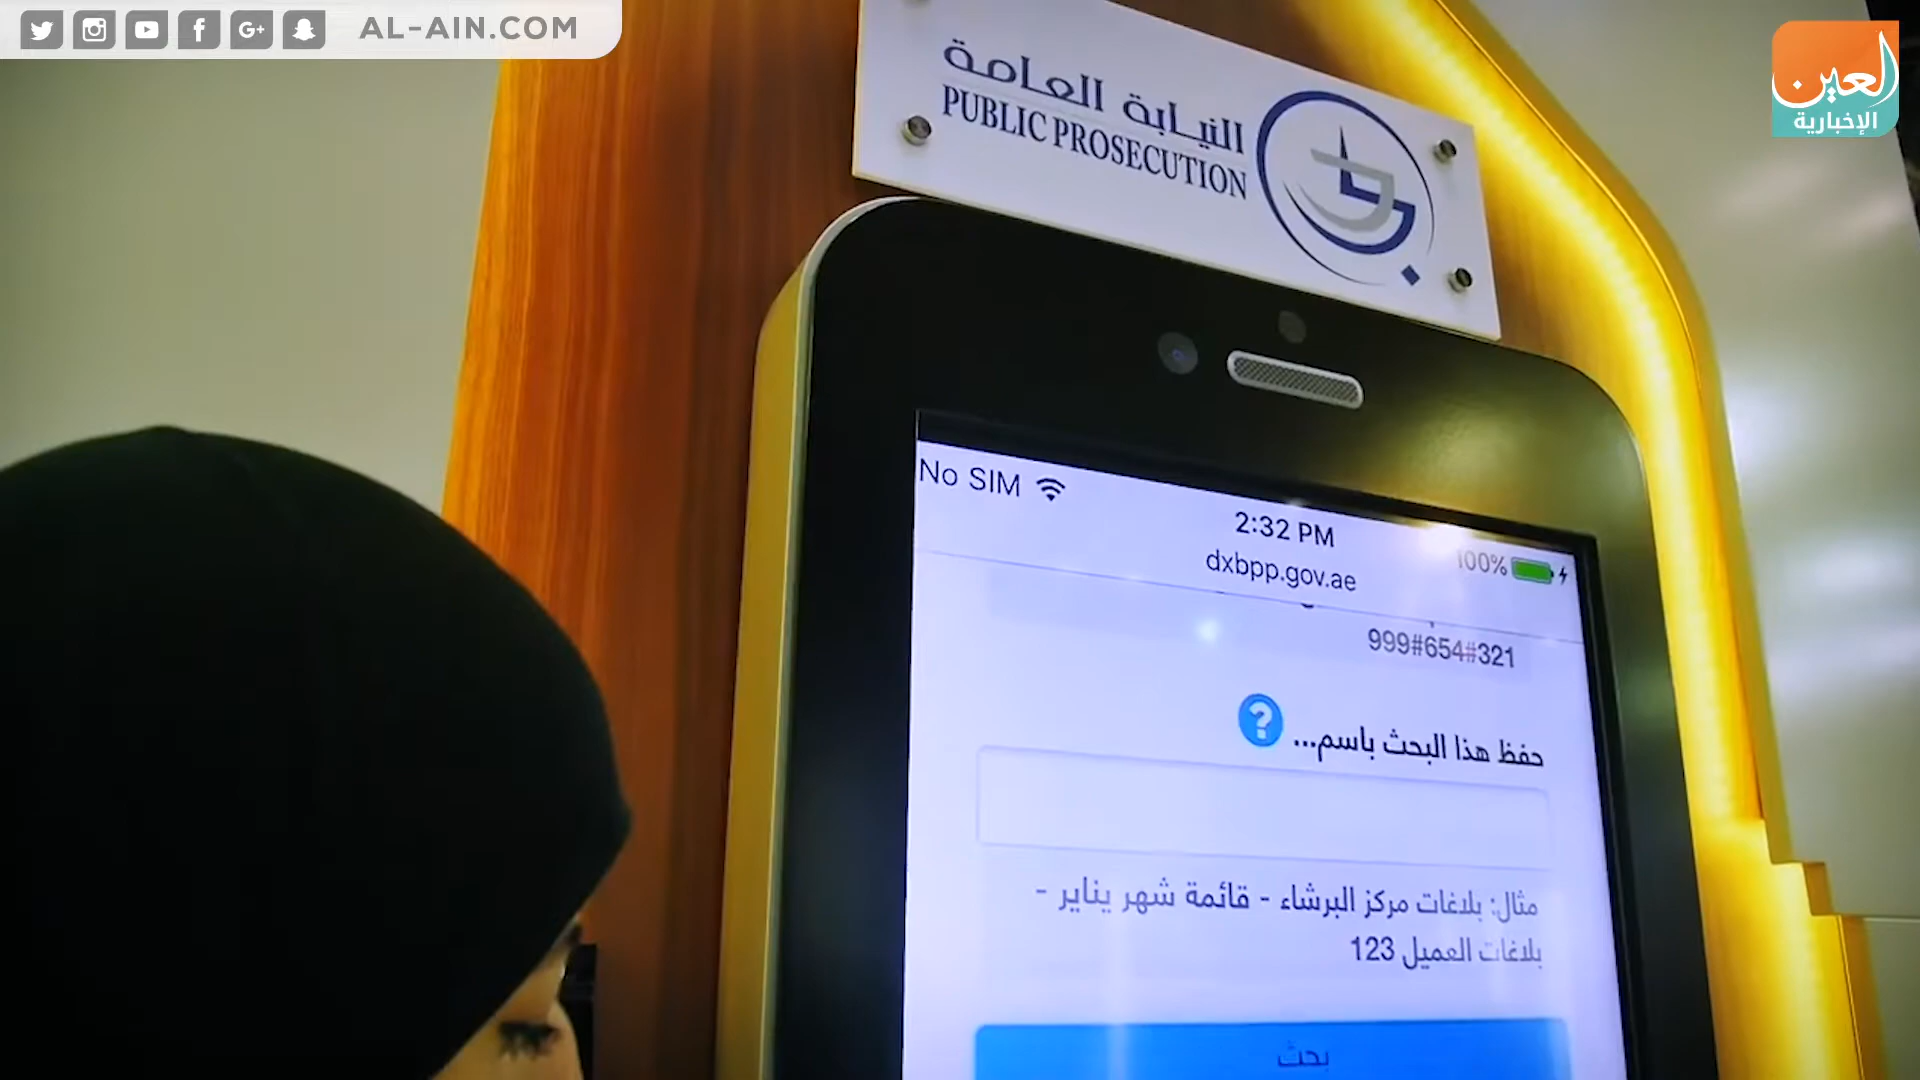 AL-AIN.COM
العين
الإخبارية
النيابة العامة
PUBLIC PROSECUTION
No SIM
2:32 PM
100%
dxbpp.gov.ae
999#654#321
حفظ هذا البحث باسم...
مثال: بلاغات مركز البرشاء - قائمة شهر يناير -
بلاغات العميل 123
بحث